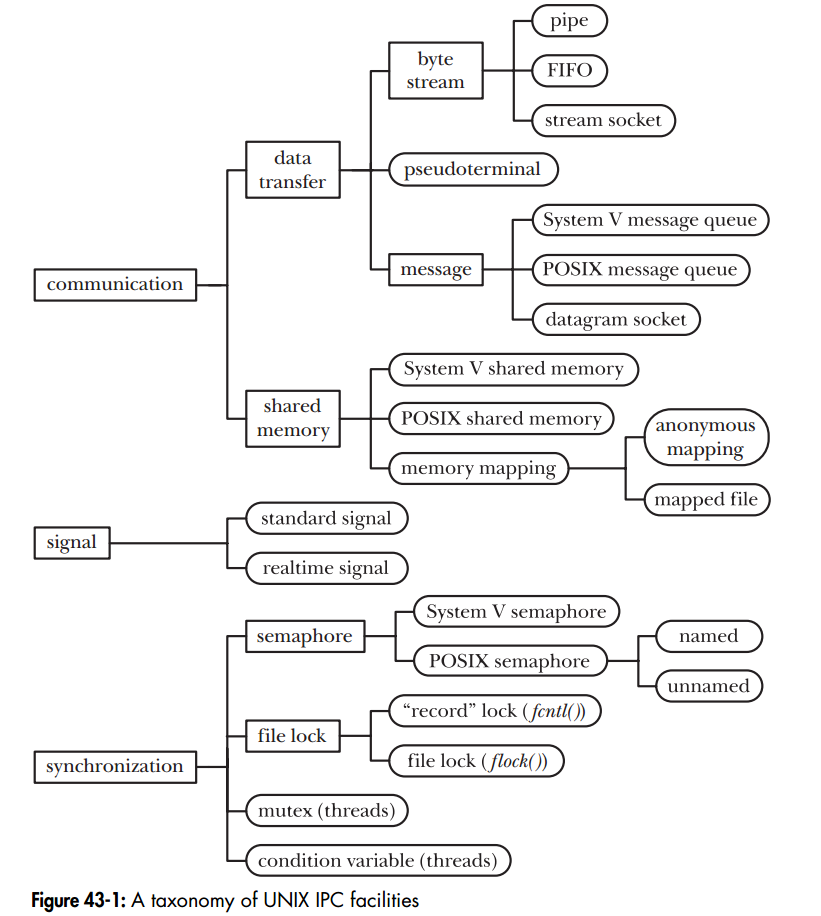 pipe
byte
stream
FIFO
stream socket
data
transfer
pseudoterminal
System V message queue
message
POSIX message queue
datagram socket
communication
System V shared memory
shared
memory
POSIX shared memory
memory mapping
anonymous
mapping
mapped file
signal
standard signal
realtime signal
semaphore
System V semaphore
POSIX semaphore
named
unnamed
file lock
“record” lock (fcntl())
file lock (flock())
synchronization
mutex (threads)
condition variable (threads)
Figure 43-1: A taxonomy of UNIX IPC facilities